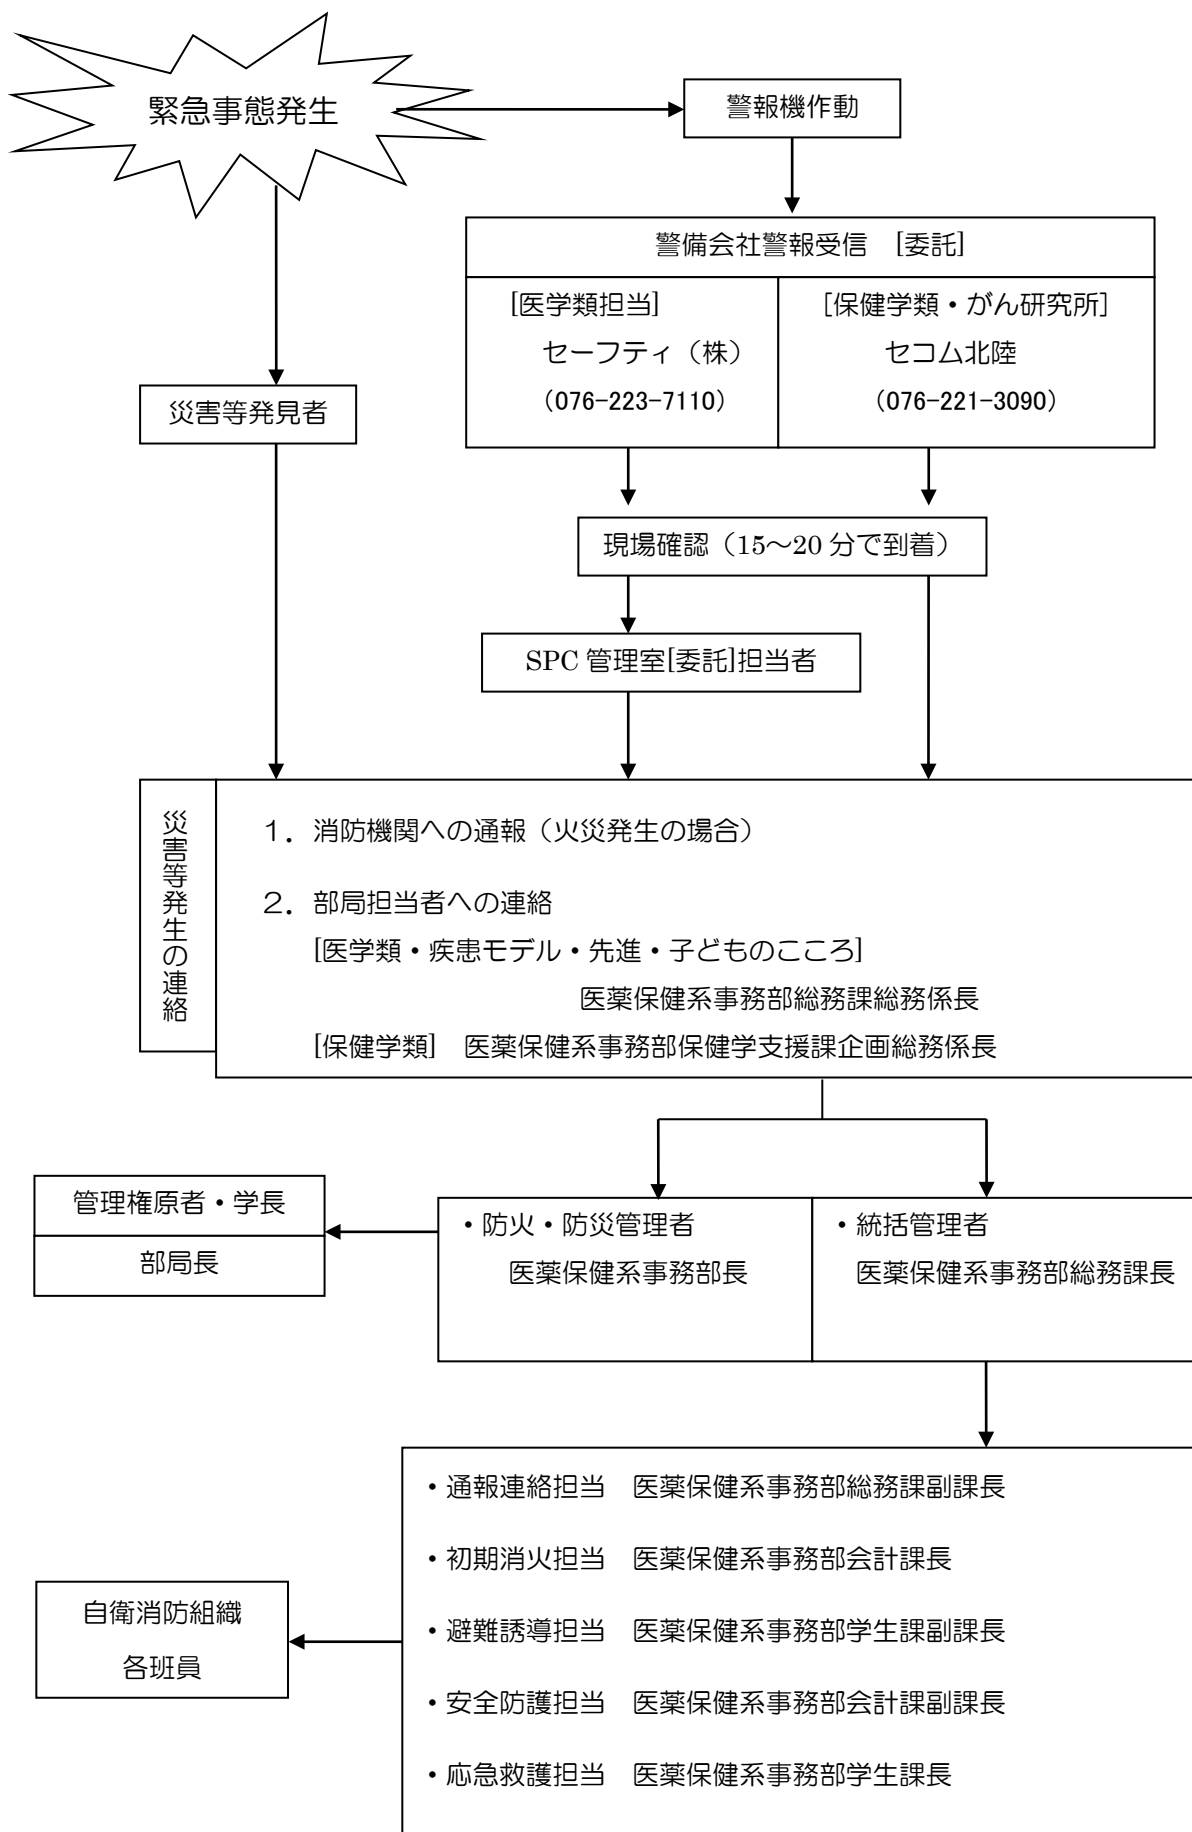 緊急事態発生
警報機作動
警備会社警報受信　[委託]
[医学類担当]
セーフティ（株）
（076-223-7110）
[保健学類・がん研究所]
セコム北陸
（076-221-3090）
災害等発見者
現場確認（15～20 分で到着）
SPC 管理室[委託]担当者
災害等発生の連絡
１．消防機関への通報（火災発生の場合）
２．部局担当者への連絡
[医学類・疾患モデル・先進・子どものこころ]
医薬保健系事務部総務課総務係長
[保健学類]　医薬保健系事務部保健学支援課企画総務係長
管理権原者・学長
部局長
・防火・防災管理者
医薬保健系事務部長
・統括管理者
医薬保健系事務部総務課長
・通報連絡担当　医薬保健系事務部総務課副課長
・初期消火担当　医薬保健系事務部会計課長
・避難誘導担当　医薬保健系事務部学生課副課長
・安全防護担当　医薬保健系事務部会計課副課長
・応急救護担当　医薬保健系事務部学生課長
自衛消防組織
各班員